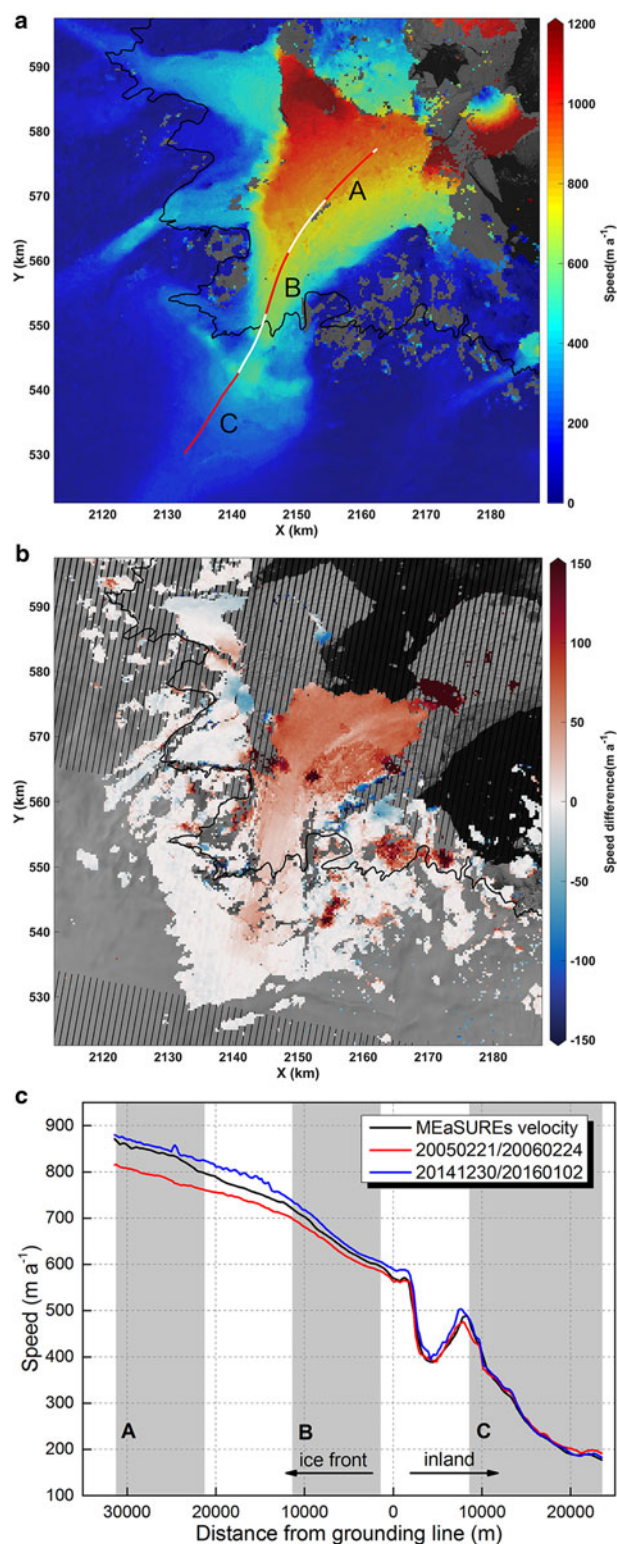 a
590
580
570
560
550
540
530
Y (km)
2120 2130 2140 2150 2160 2170 2180
X (km)
A
B
C
1200
1000
800
600
400
200
0
Speed(m a-1)
b
590
580
570
560
550
540
530
Y (km)
2120 2130 2140 2150 2160 2170 2180
X (km)
150
100
50
0
-50
-100
-150
Speed difference(m a-1)
c
900
800
700
600
500
400
300
200
100
Speed (m a-1)
MEaSUREs velocity
20050221/20060224
20141230/20160102
A
B
C
ice front
inland
30000 20000 10000 0 10000 20000
Distance from grounding line (m)